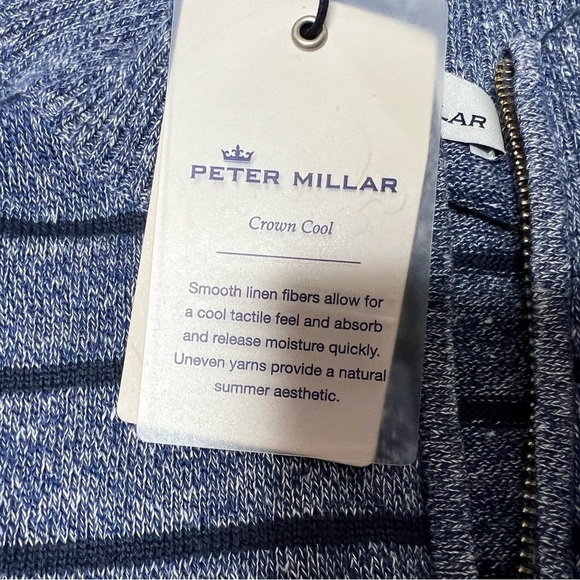 PETER MILLAR
Crown Cool
Smooth linen fibers allow for
a cool tactile feel and absorb
and release moisture quickly.
Uneven yarns provide a natural
summer aesthetic.
LAR